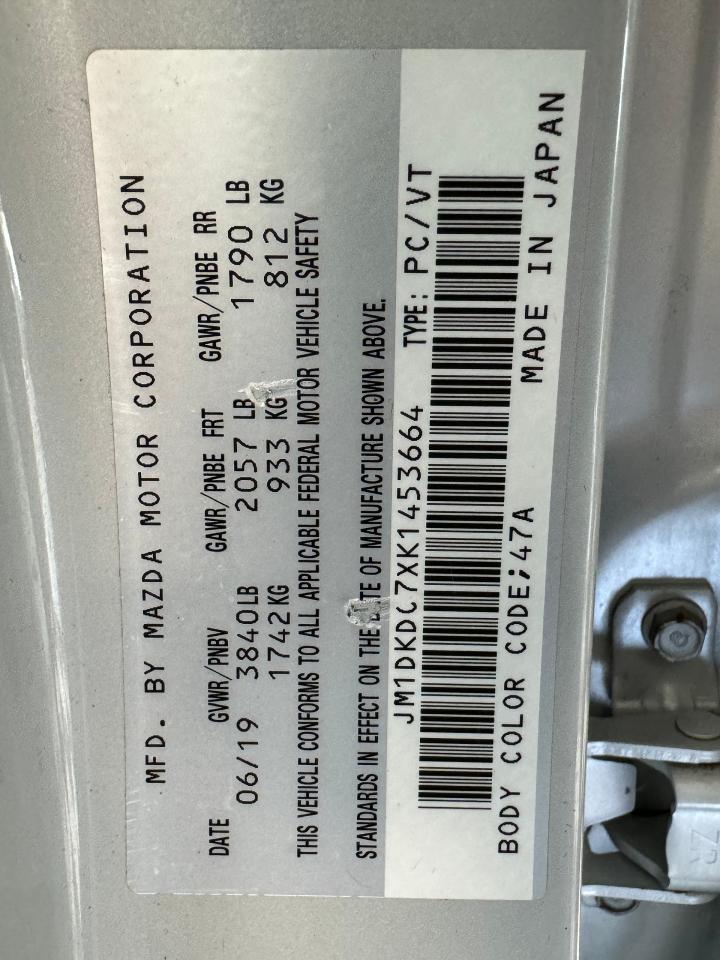 MFD. BY MAZDA MOTOR CORPORATION
DATE GVWR/PNBV GAWR/PNBE FRT GAWR/PNBE RR
06/19 3840LB 2057 LB 1790 LB
1742KG 933 KG 812 KG
THIS VEHICLE CONFORMS TO ALL APPLICABLE FEDERAL MOTOR VEHICLE SAFETY
STANDARDS IN EFFECT ON THE DATE OF MANUFACTURE SHOWN ABOVE.
JM1DKDC7XK1453664 TYPE: PC/VT
BODY COLOR CODE;47A MADE IN JAPAN